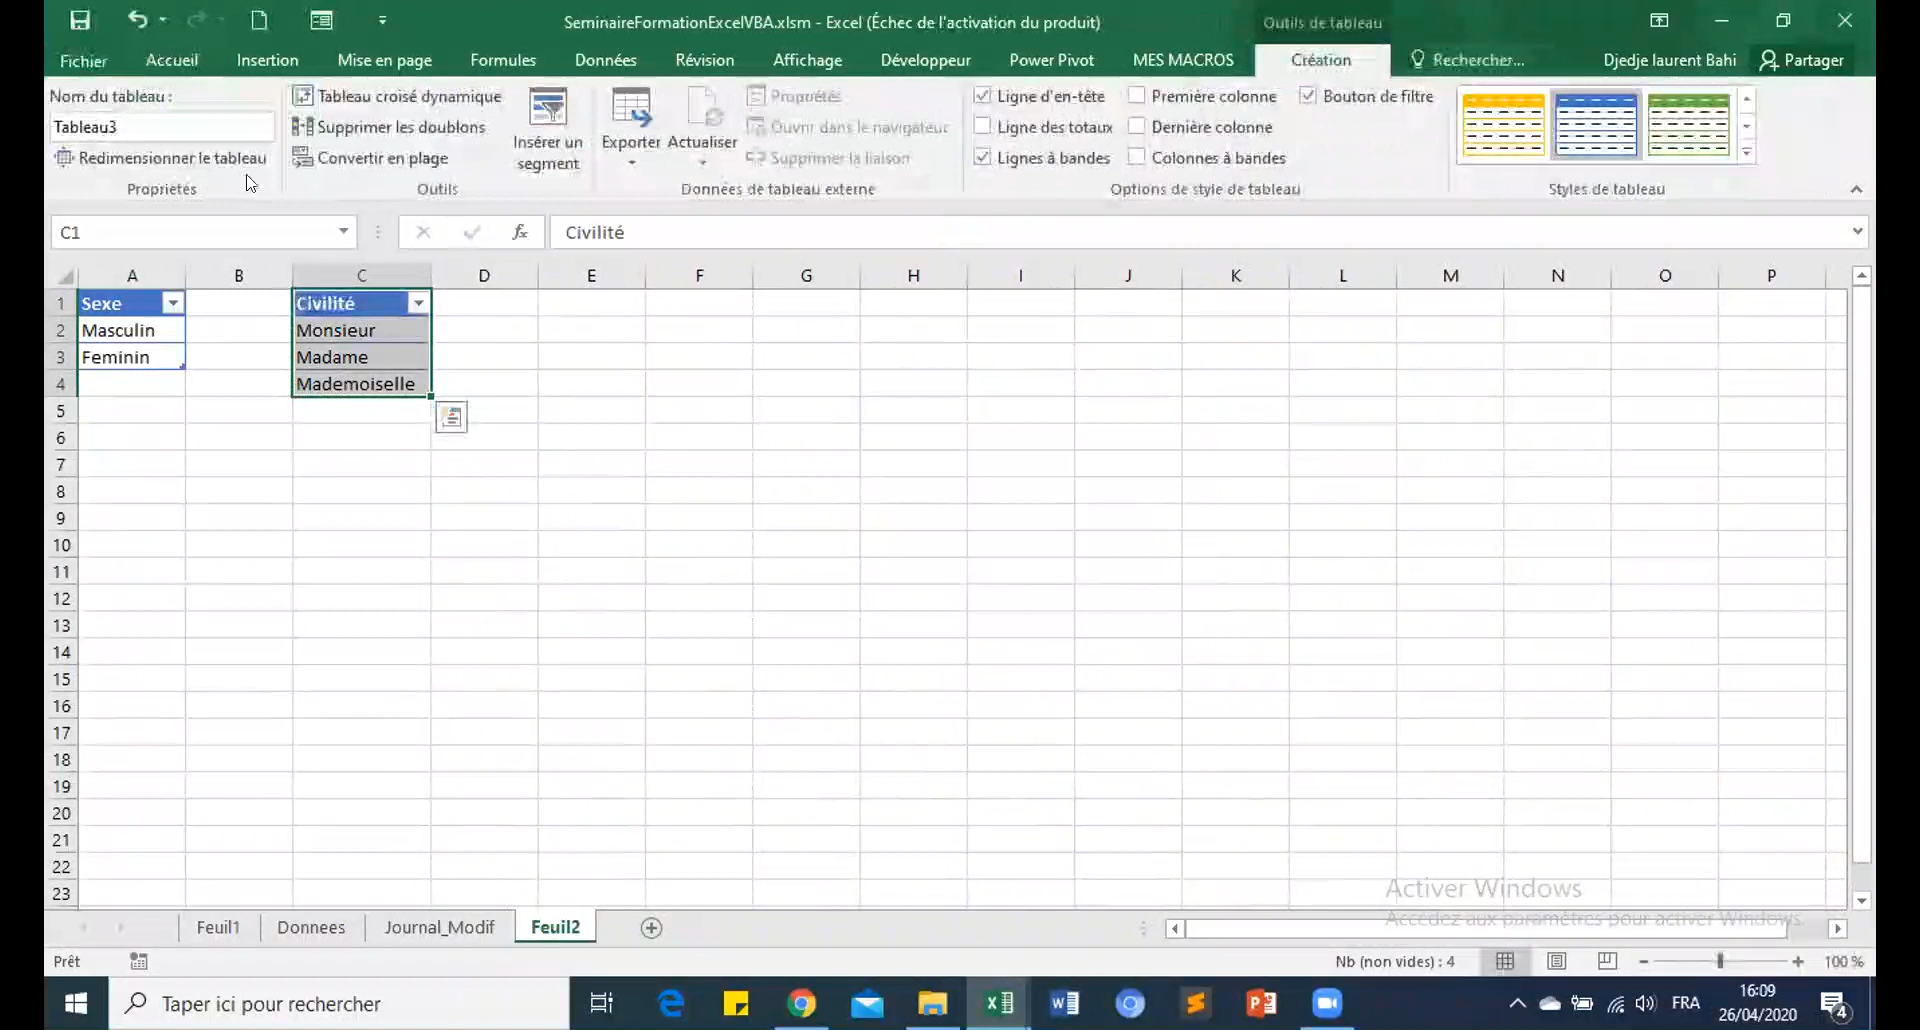 SeminaireFormationExcelVBA.xlsm - Excel (Échec de l'activation du produit)
Outils de tableau
Fichier Accueil Insertion Mise en page Formules Données Révision Affichage Développeur Power Pivot MES MACROS Création Rechercher... Djedje laurent Bahi Partager
Nom du tableau :
Tableau3
Redimensionner le tableau
Propriétés
Tableau croisé dynamique
Supprimer les doublons
Convertir en plage
Insérer un
segment
Outils
Exporter
Actualiser
Propriétés
Ouvrir dans le navigateur
Supprimer la liaison
Données de tableau externe
Ligne d'en-tête
Ligne des totaux
Lignes à bandes
Première colonne
Dernière colonne
Colonnes à bandes
Bouton de filtre
Options de style de tableau
Styles de tableau
C1
fx
Civilité
A B C D E F G H I J K L M N O P
1 Sexe Civilité
2 Masculin Monsieur
3 Feminin Madame
4 Mademoiselle
5
6
7
8
9
10
11
12
13
14
15
16
17
18
19
20
21
22
23
Activer Windows
Accédez aux paramètres pour activer Windows.
Feuil1 Donnees Journal_Modif Feuil2
Prêt
Nb (non vides) : 4
100 %
Taper ici pour rechercher
FRA
16:09
26/04/2020
4